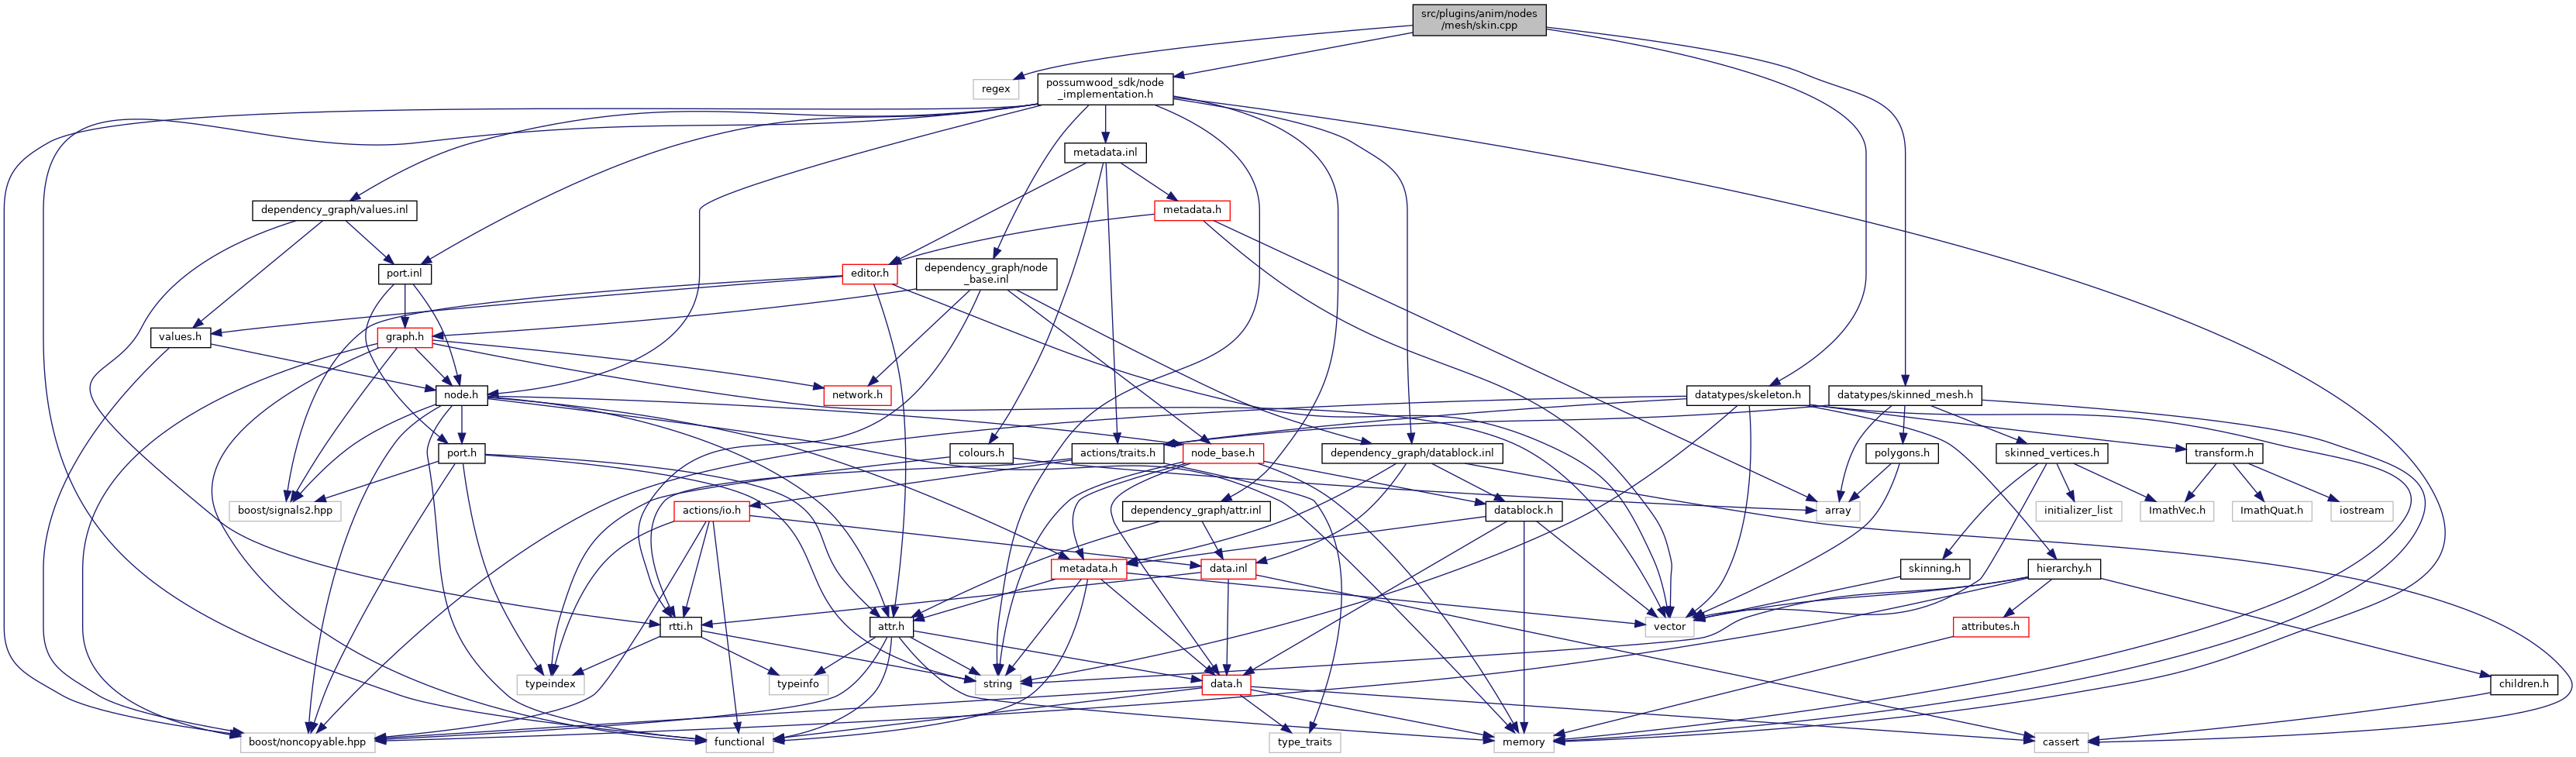 src/plugins/anim/nodes
/mesh/skin.cpp
regex
possumwood_sdk/node
_implementation.h
metadata.inl
dependency_graph/values.inl
metadata.h
port.inl
editor.h
dependency_graph/node
_base.inl
values.h
graph.h
node.h
network.h
datatypes/skeleton.h
datatypes/skinned_mesh.h
port.h
colours.h
actions/traits.h
node_base.h
dependency_graph/datablock.inl
polygons.h
skinned_vertices.h
transform.h
boost/signals2.hpp
actions/io.h
dependency_graph/attr.inl
datablock.h
array
initializer_list
ImathVec.h
ImathQuat.h
iostream
metadata.h
data.inl
skinning.h
hierarchy.h
rtti.h
attr.h
vector
attributes.h
typeindex
typeinfo
string
data.h
children.h
boost/noncopyable.hpp
functional
type_traits
memory
cassert